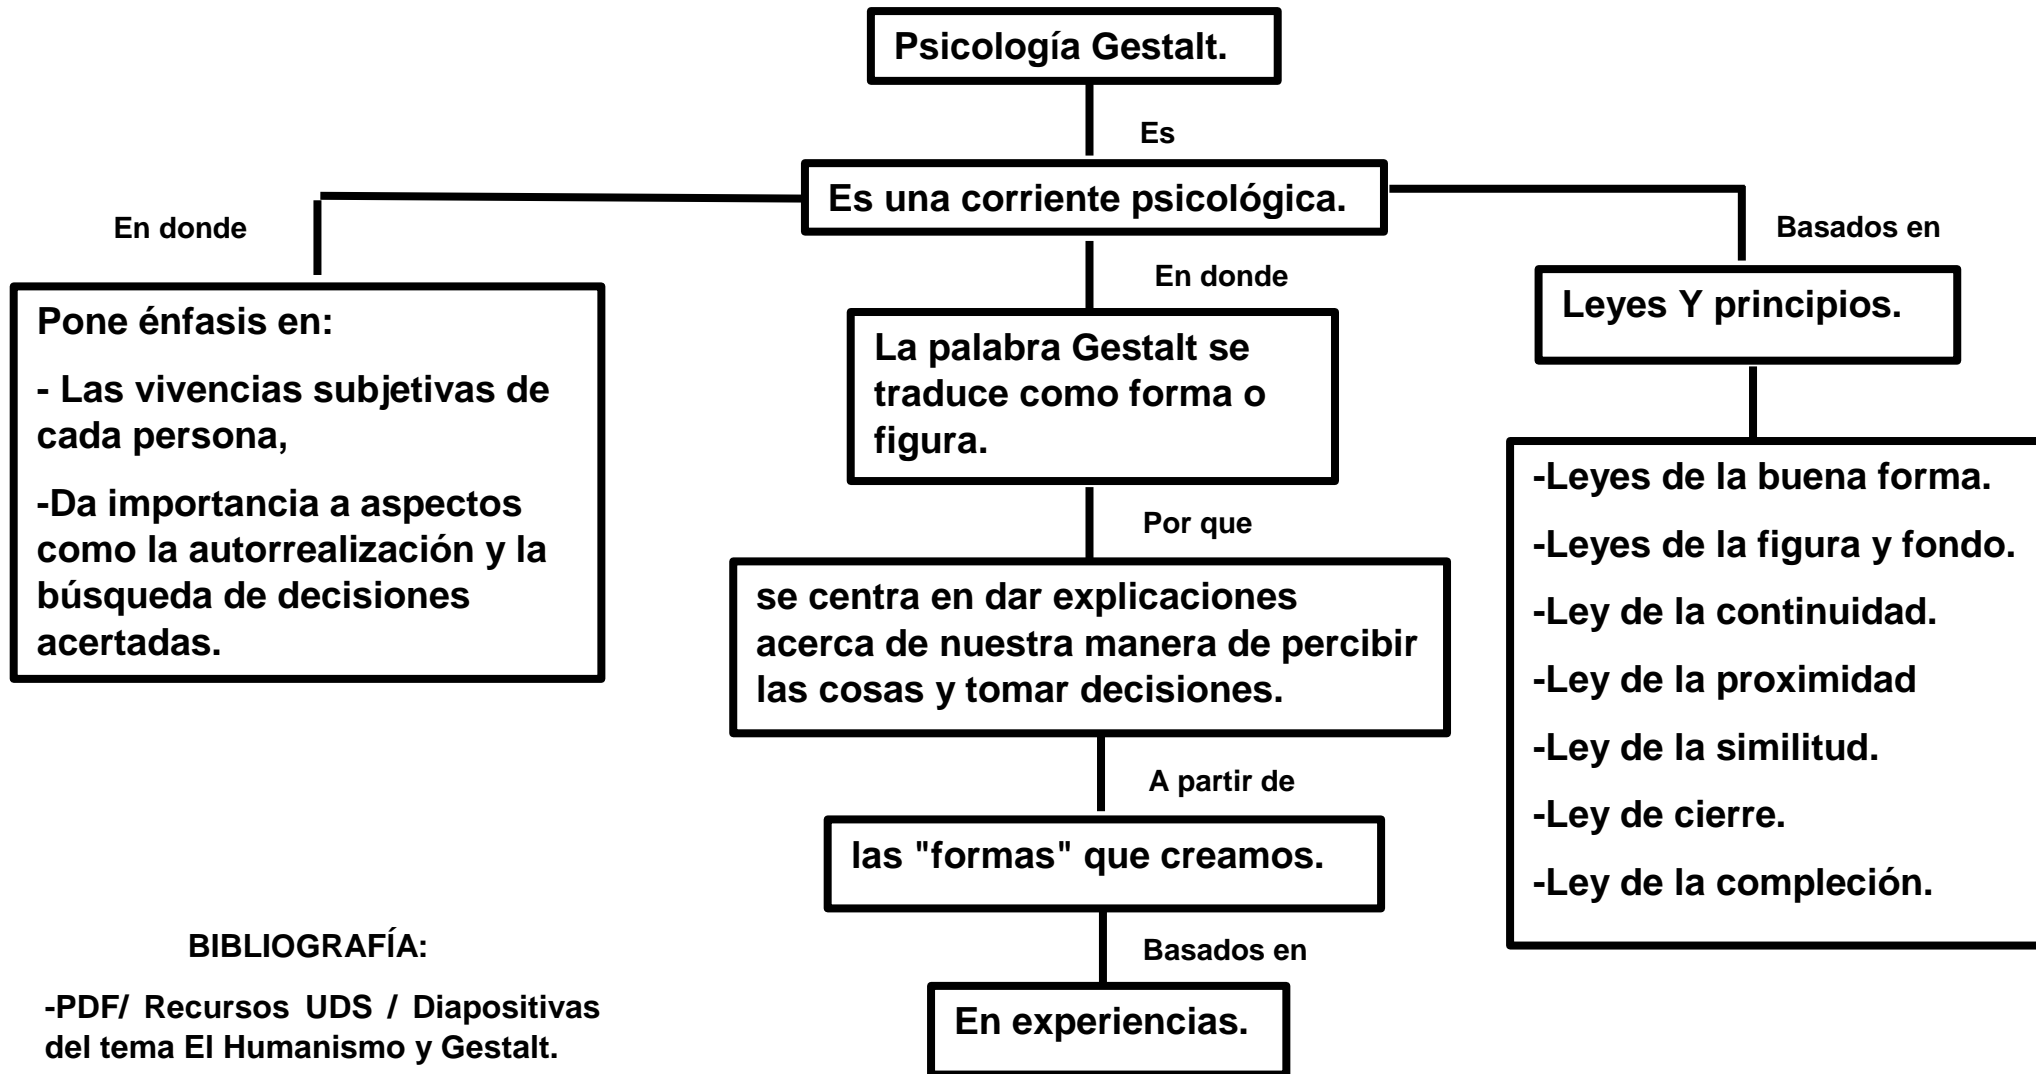 Psicología Gestalt.
Es
Es una corriente psicológica.
En donde
Pone énfasis en:
- Las vivencias subjetivas de
cada persona,
-Da importancia a aspectos
como la autorrealización y la
búsqueda de decisiones
acertadas.
En donde
La palabra Gestalt se
traduce como forma o
figura.
Por que
se centra en dar explicaciones
acerca de nuestra manera de percibir
las cosas y tomar decisiones.
A partir de
las "formas" que creamos.
Basados en
En experiencias.
Basados en
Leyes Y principios.
-Leyes de la buena forma.
-Leyes de la figura y fondo.
-Ley de la continuidad.
-Ley de la proximidad
-Ley de la similitud.
-Ley de cierre.
-Ley de la compleción.
BIBLIOGRAFÍA:
-PDF/ Recursos UDS / Diapositivas
del tema El Humanismo y Gestalt.